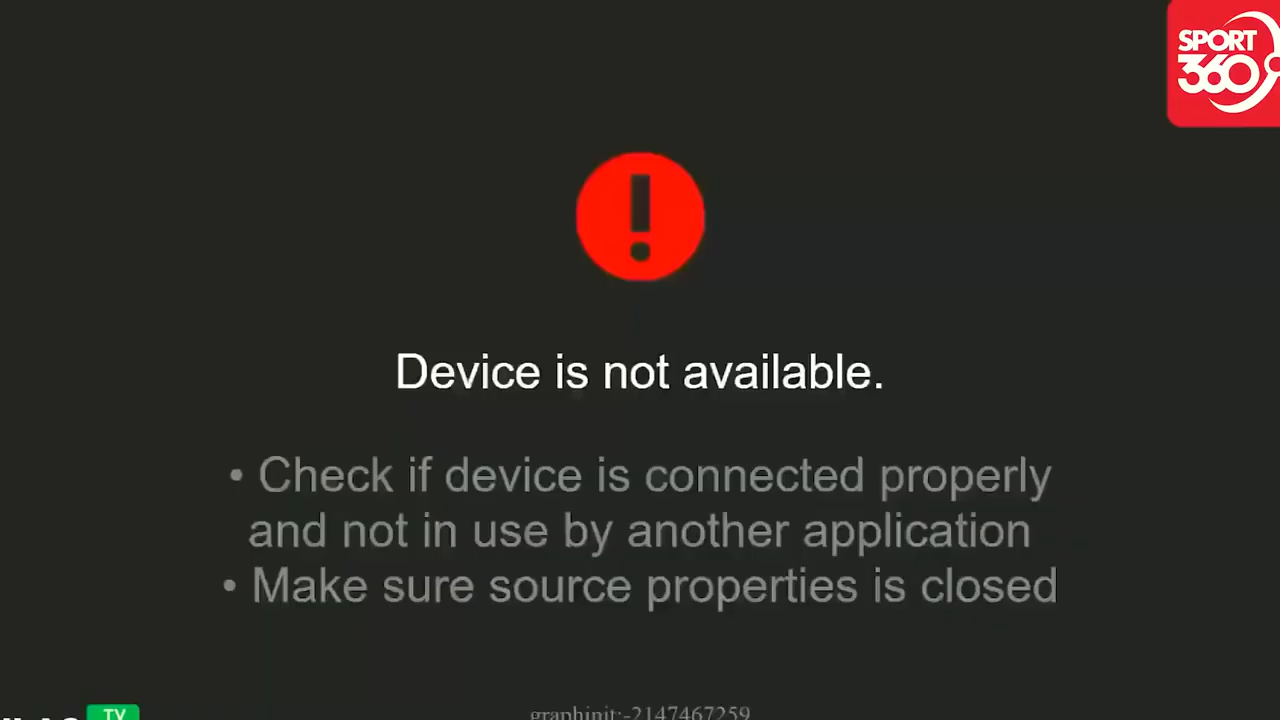 SPORT
360
!
Device is not available.
• Check if device is connected properly
and not in use by another application
• Make sure source properties is closed
TV
graphinit:-2147467259